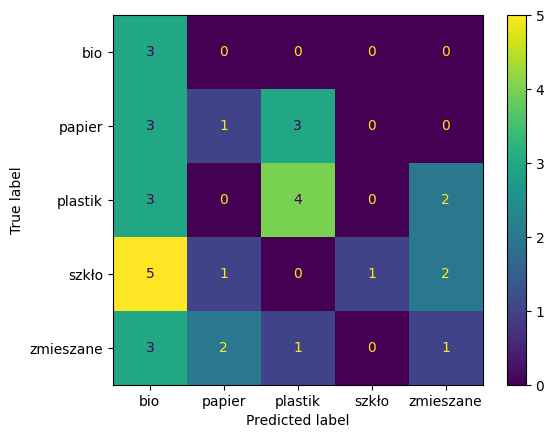 bio 3 0 0 0 0
papier 3 1 3 0 0
plastik 3 0 4 0 2
szkło 5 1 0 1 2
zmieszane 3 2 1 0 1
bio papier plastik szkło zmieszane
Predicted label
True label
5
4
3
2
1
0